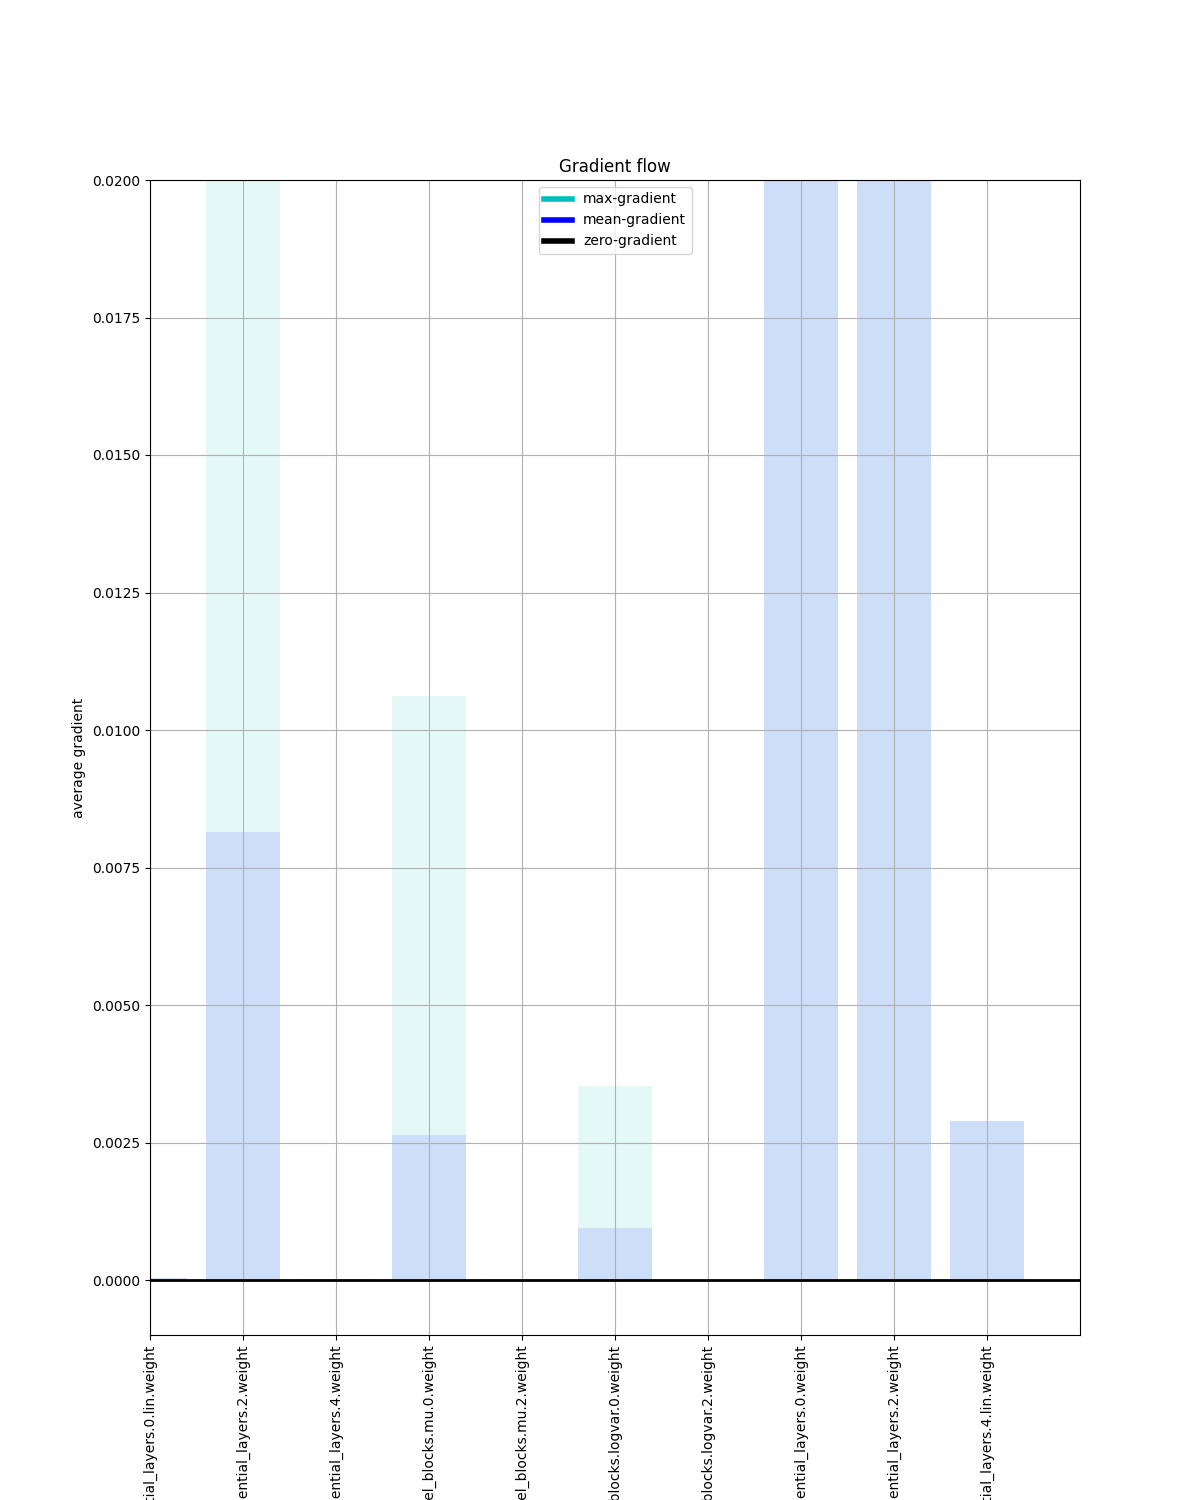 Gradient flow
max-gradient
mean-gradient
zero-gradient
0.0200
0.0175
0.0150
0.0125
0.0100
0.0075
0.0050
0.0025
0.0000
average gradient
tial_layers.0.lin.weight
ential_layers.2.weight
ential_layers.4.weight
el_blocks.mu.0.weight
el_blocks.mu.2.weight
blocks.logvar.0.weight
blocks.logvar.2.weight
ential_layers.0.weight
ential_layers.2.weight
tial_layers.4.lin.weight